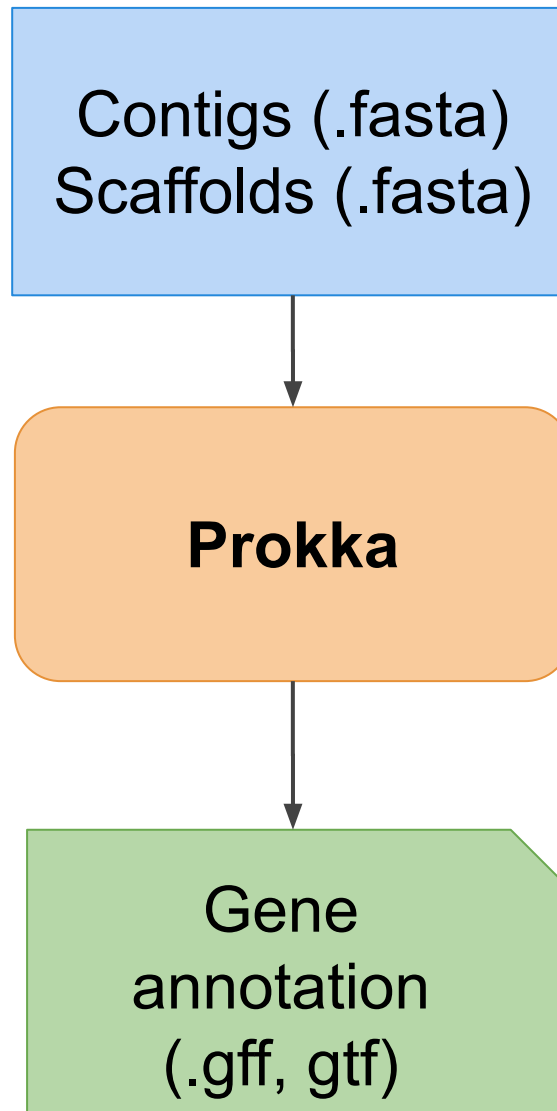 Contigs (.fasta)
Scaffolds (.fasta)
Prokka
Gene
annotation
(.gff, gtf)